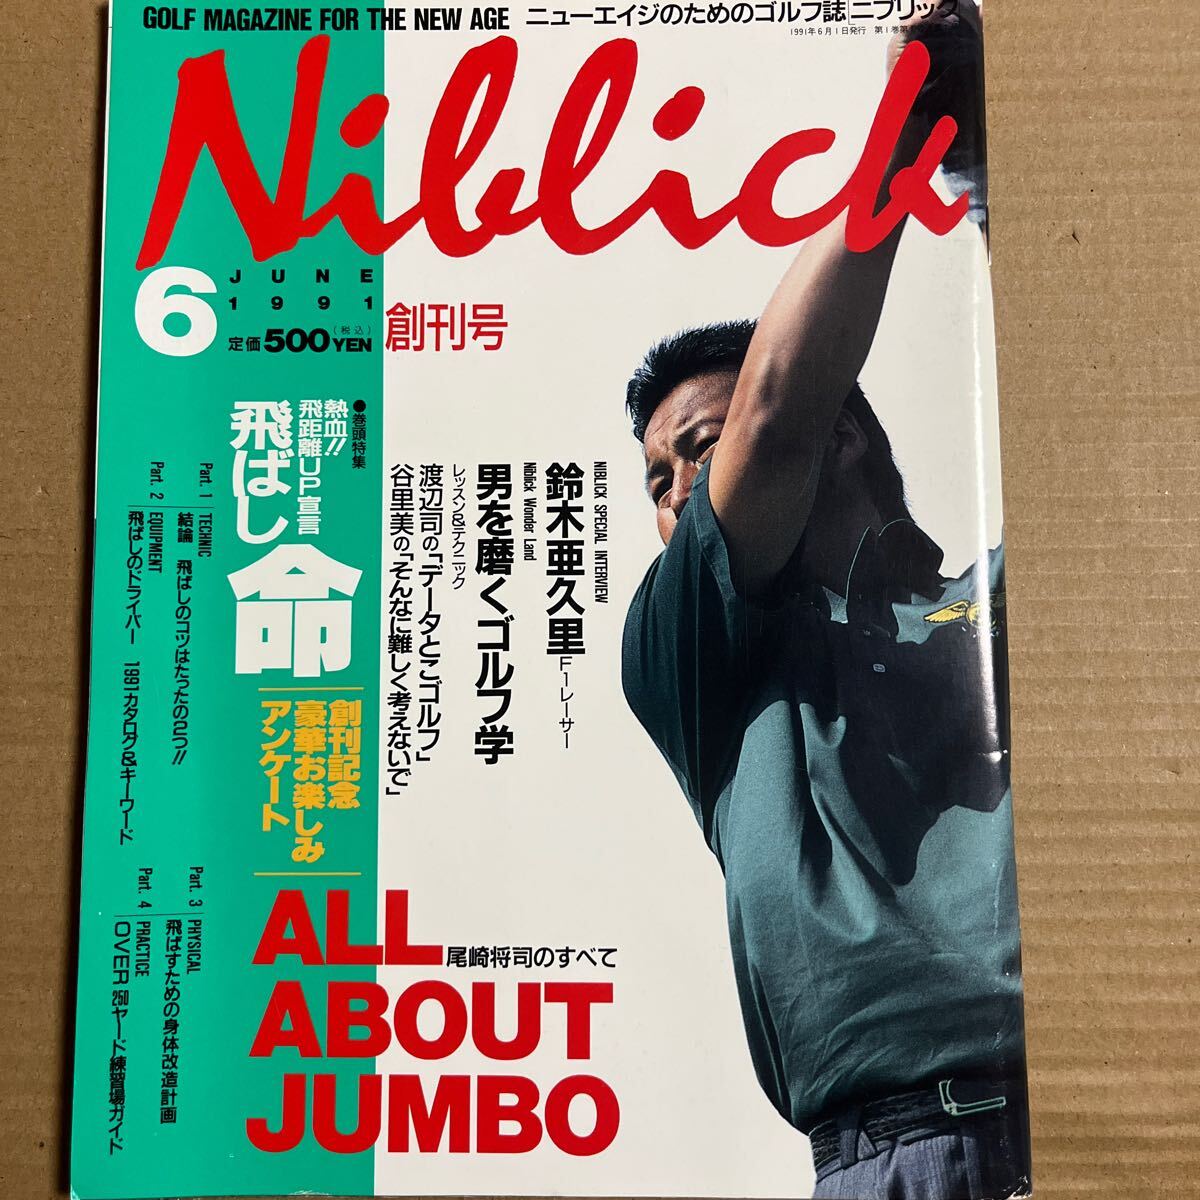 GOLF MAGAZINE FOR THE NEW AGE
ニューエイジのためのゴルフ誌「ニブリック
1991年6月1日発行 第1巻第
Niblick
6
JUNE
1991
定価500YEN
(税込)
創刊号
●巻頭特集
熱血!!
飛距離UP宣言
飛ばし命
Part. 1 TECHNIC
結論 飛ばしのコツはたったの2つ!!
Part. 2 EQUIPMENT
飛ばしのドライバー 1991カタログ&キーワード
Part. 3 PHYSICAL
飛ばすための身体改造計画
Part. 4 PRACTICE
OVER 250ヤード練習場ガイド
創刊記念
豪華お楽しみ
アンケート
NIBLICK SPECIAL INTERVIEW
鈴木亜久里 F1レーサー
Niblick Wonder Land
男を磨くゴルフ学
レッスン&テクニック
渡辺司の「データとこゴルフ」
谷里美の「そんなに難しく考えないで」
ALL
尾崎将司のすべて
ABOUT
JUMBO